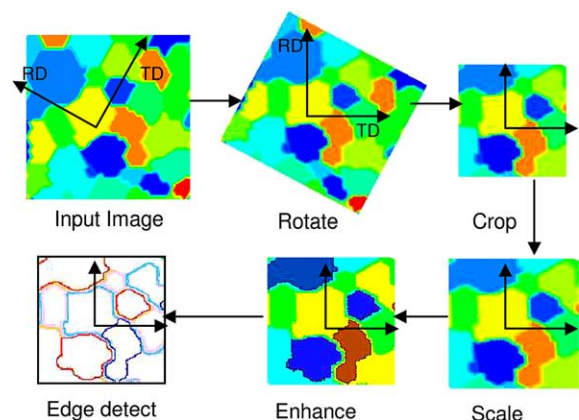 RD
TD
RD
TD
Input Image
Rotate
Crop
Edge detect
Enhance
Scale